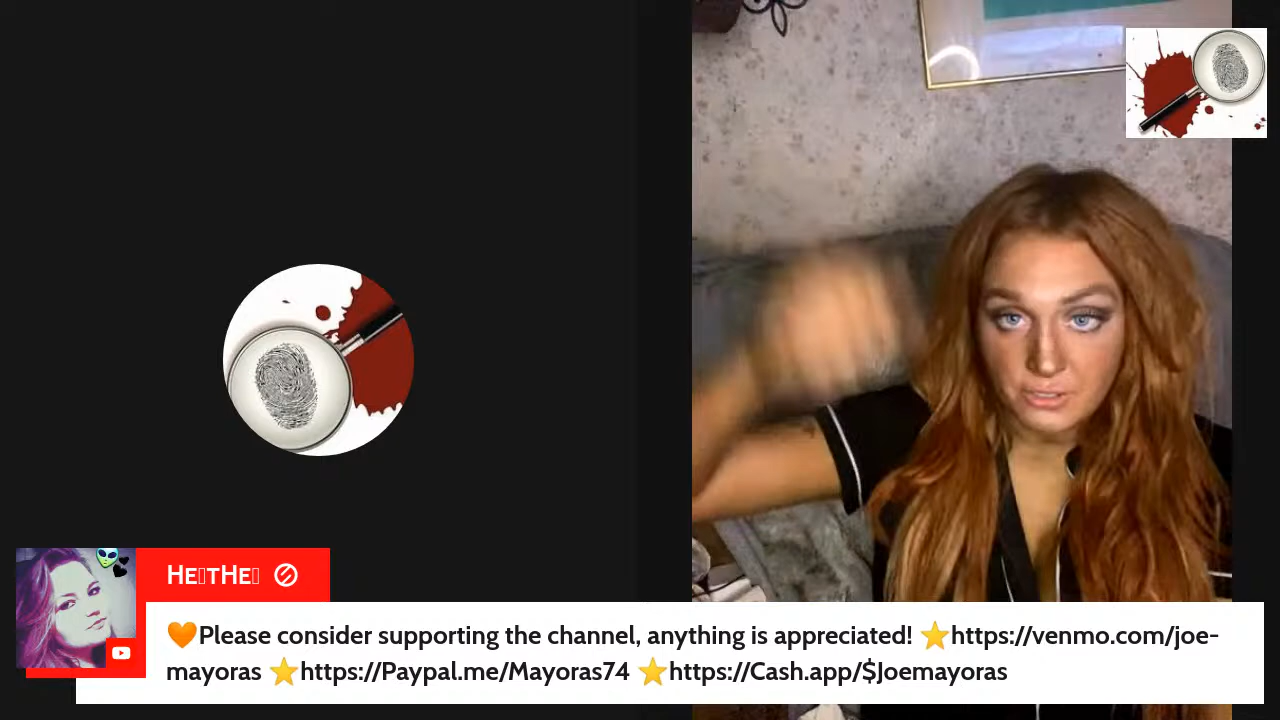 HE▯THE▯
🧡Please consider supporting the channel, anything is appreciated! ⭐https://venmo.com/joe-
mayoras ⭐https://Paypal.me/Mayoras74 ⭐https://Cash.app/$Joemayoras